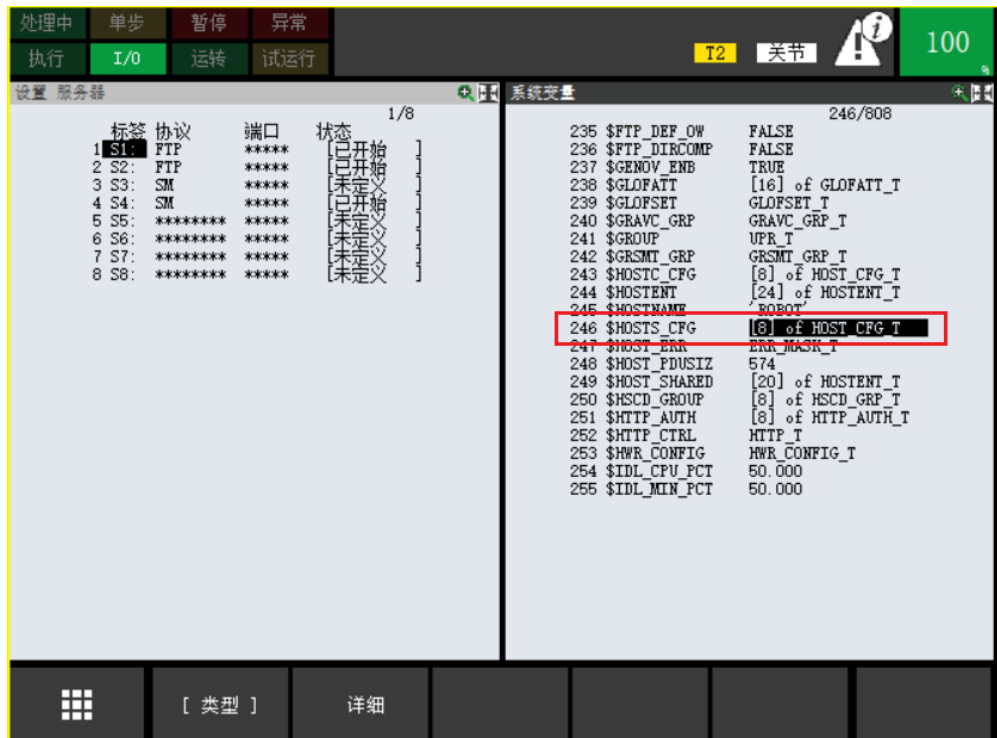 处理中 单步 暂停 异常
执行 I/O 运转 试运行 T2 关节 i 100 %
设置 服务器
1/8
标签 协议 端口 状态
1 S1: FTP ***** [已开始 ]
2 S2: FTP ***** [已开始 ]
3 S3: SM ***** [未定义 ]
4 S4: SM ***** [已开始 ]
5 S5: ******** ***** [未定义 ]
6 S6: ******** ***** [未定义 ]
7 S7: ******** ***** [未定义 ]
8 S8: ******** ***** [未定义 ]
系统变量
246/808
235 $FTP_DEF_OW FALSE
236 $FTP_DIRCOMP FALSE
237 $GENOV_ENB TRUE
238 $GLOFATT [16] of GLOFATT_T
239 $GLOFSET GLOFSET_T
240 $GRAVC_GRP GRAVC_GRP_T
241 $GROUP UPR_T
242 $GRSMT_GRP GRSMT_GRP_T
243 $HOSTC_CFG [8] of HOST_CFG_T
244 $HOSTENT [24] of HOSTENT_T
245 $HOSTNAME 'ROBOT'
246 $HOSTS_CFG [8] of HOST_CFG_T
247 $HOST_ERR ERR_MASK_T
248 $HOST_PDUSIZ 574
249 $HOST_SHARED [20] of HOSTENT_T
250 $HSCD_GROUP [8] of HSCD_GRP_T
251 $HTTP_AUTH [8] of HTTP_AUTH_T
252 $HTTP_CTRL HTTP_T
253 $HWR_CONFIG HWR_CONFIG_T
254 $IDL_CPU_PCT 50.000
255 $IDL_MIN_PCT 50.000
[ 类型 ] 详细